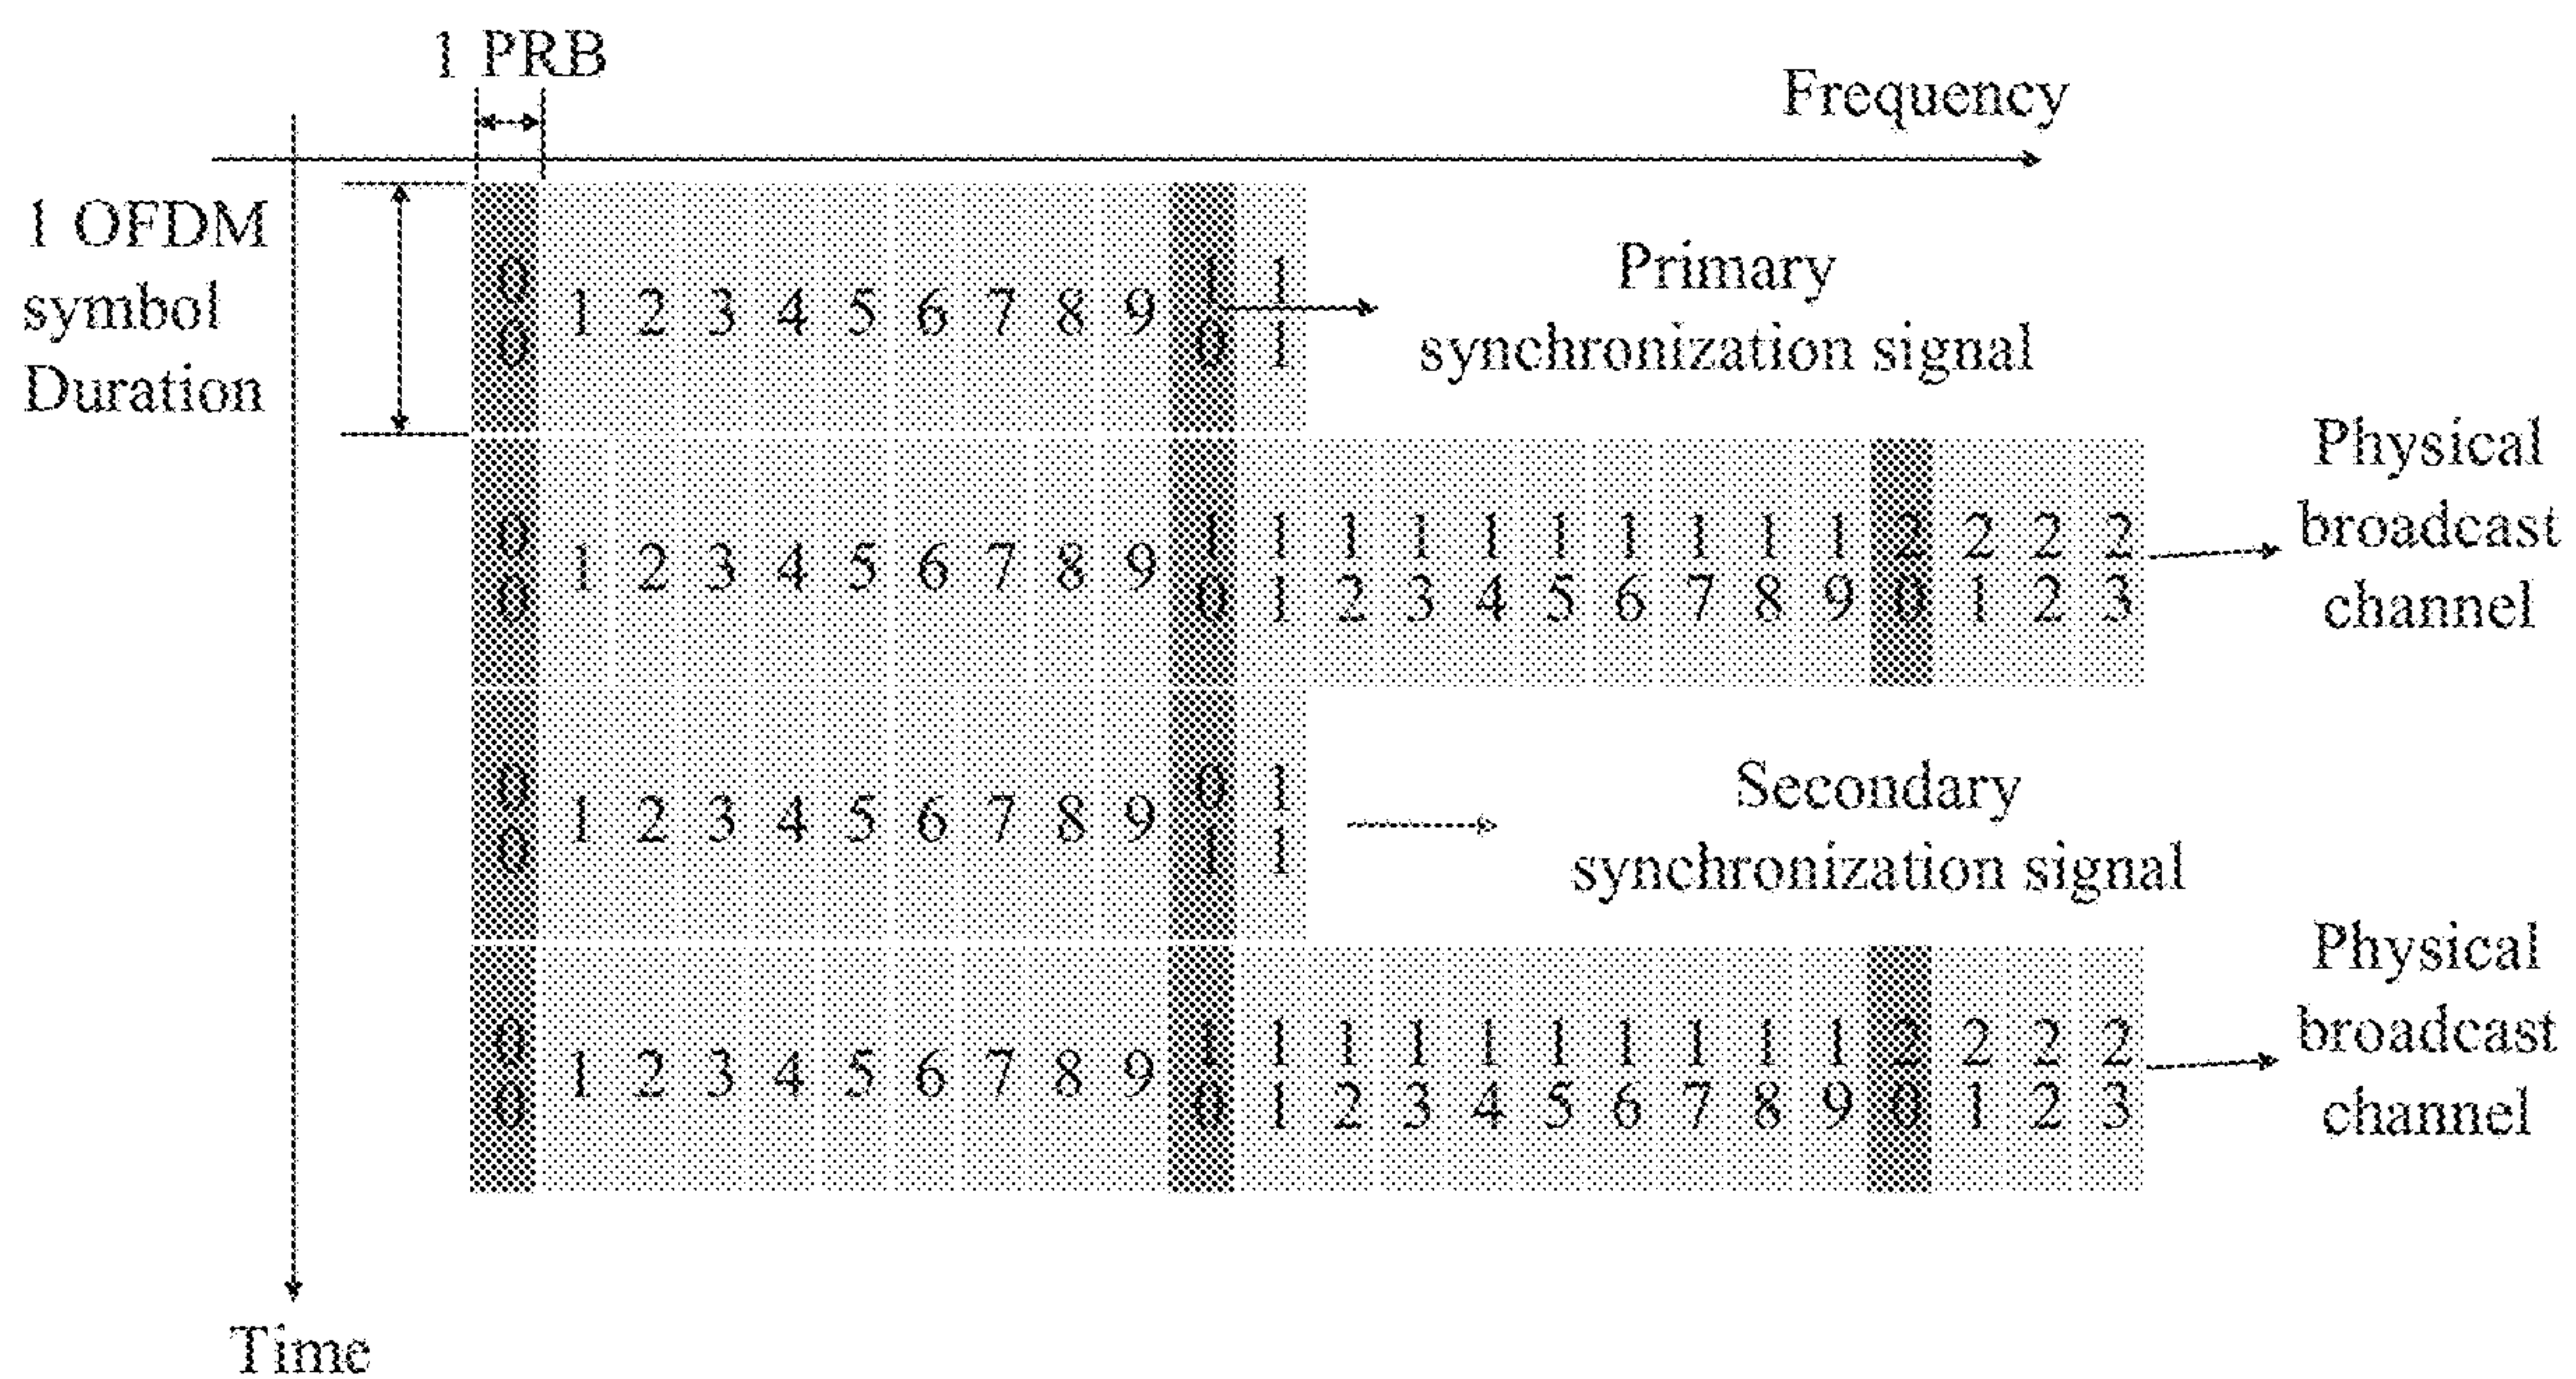 1 PRB
Frequency
1 OFDM
symbol
Duration
0 1 1
1 2 3 4 5 6 7 8 9
0 0 1
Primary
synchronization signal
0 1 1 1 1 1 1 1 1 1 1 2 2 2 2
1 2 3 4 5 6 7 8 9
0 0 1 2 3 4 5 6 7 8 9 0 1 2 3
Physical
broadcast
channel
0 0 1
1 2 3 4 5 6 7 8 9
0 1 1
Secondary
synchronization signal
0 1 1 1 1 1 1 1 1 1 1 2 2 2 2
1 2 3 4 5 6 7 8 9
0 0 1 2 3 4 5 6 7 8 9 0 1 2 3
Physical
broadcast
channel
Time